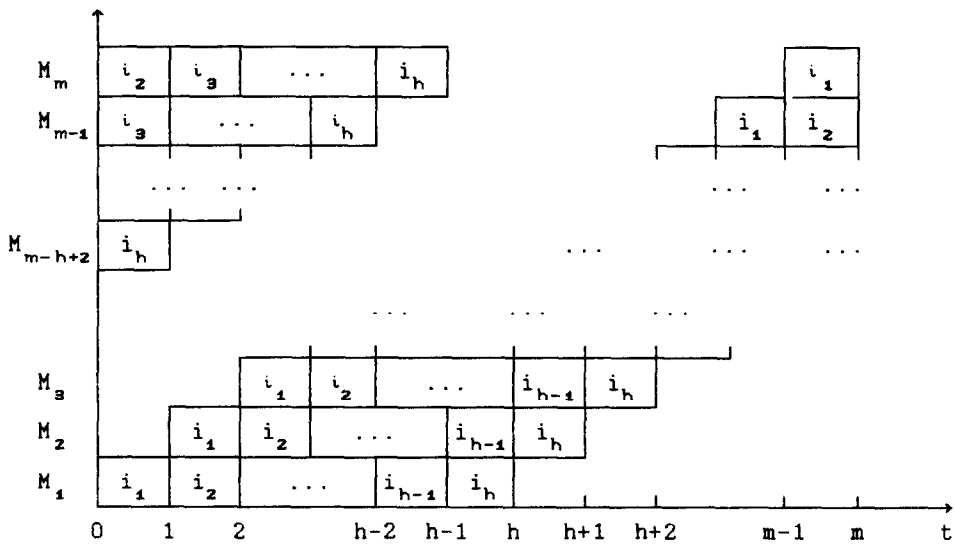 M_m i_2 i_3 ... i_h i_1
M_{m-1} i_3 ... i_h i_1 i_2
... ... ... ...
M_{m-h+2} i_h ... ... ...
... ... ...
M_3 i_1 i_2 ... i_{h-1} i_h
M_2 i_1 i_2 ... i_{h-1} i_h
M_1 i_1 i_2 ... i_{h-1} i_h
0 1 2 h-2 h-1 h h+1 h+2 m-1 m t